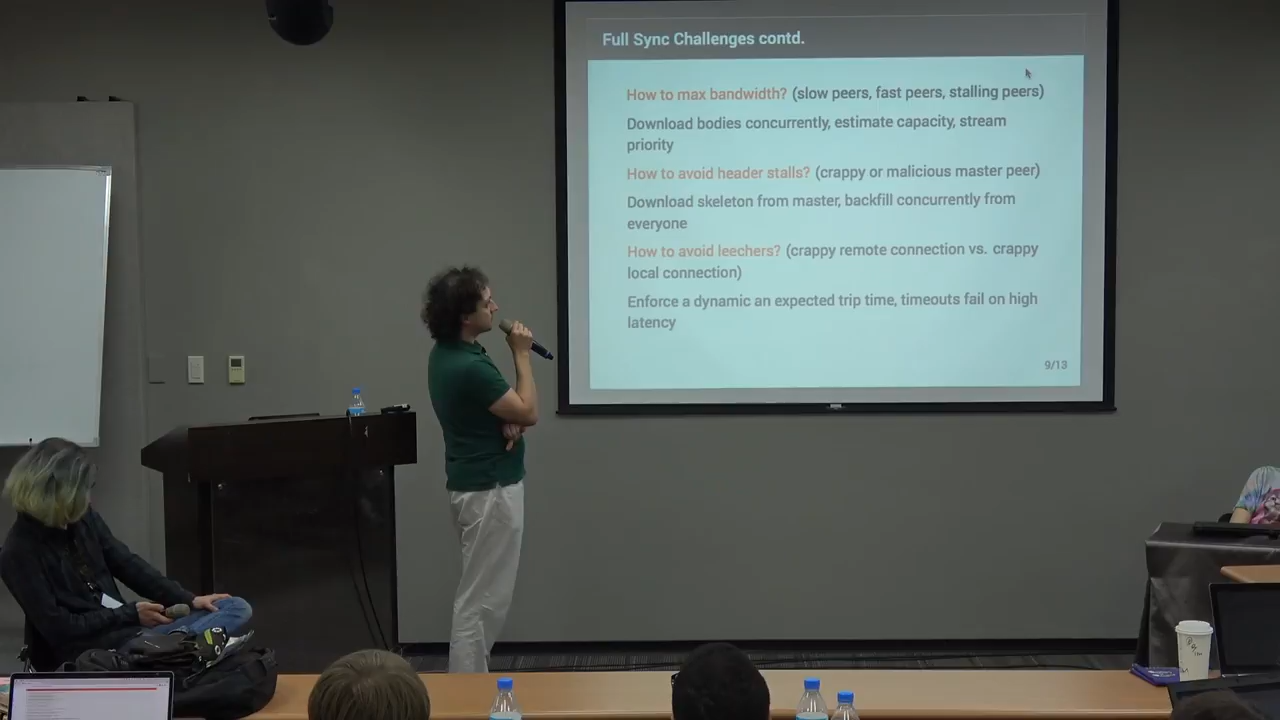 Full Sync Challenges contd.
How to max bandwidth? (slow peers, fast peers, stalling peers)
Download bodies concurrently, estimate capacity, stream
priority
How to avoid header stalls? (crappy or malicious master peer)
Download skeleton from master, backfill concurrently from
everyone
How to avoid leechers? (crappy remote connection vs. crappy
local connection)
Enforce a dynamic an expected trip time, timeouts fail on high
latency
9/13